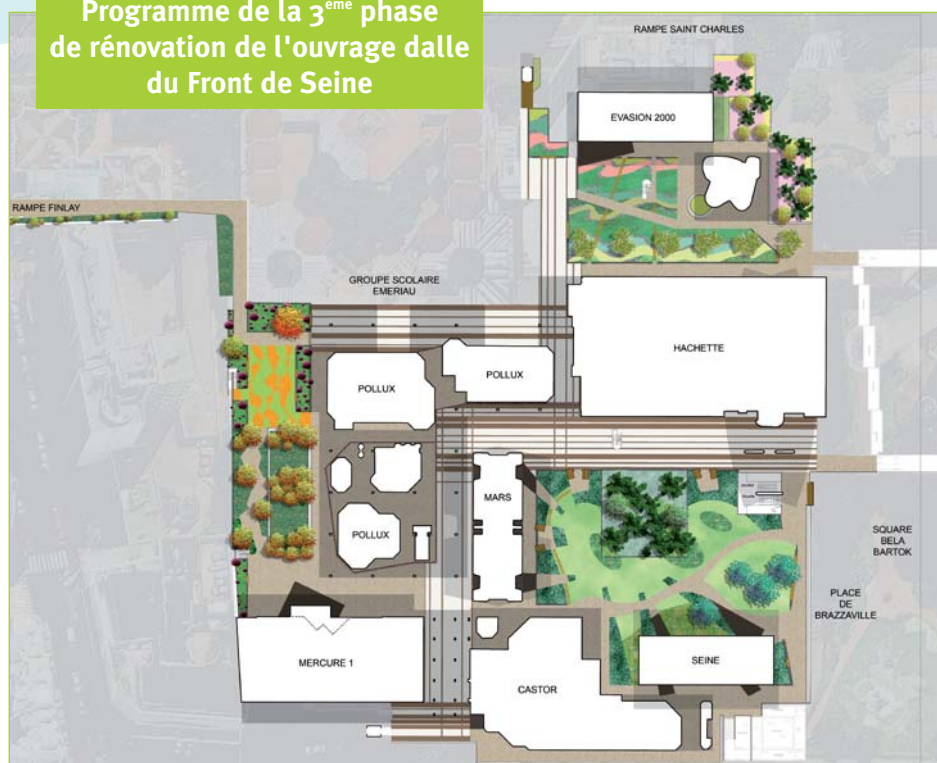 Programme de la 3ème phase
de rénovation de l'ouvrage dalle
du Front de Seine
RAMPE SAINT CHARLES
EVASION 2000
RAMPE FINLAY
GROUPE SCOLAIRE
EMERIAU
HACHETTE
POLLUX
POLLUX
MARS
POLLUX
SQUARE
BELA
BARTOK
PLACE
DE
BRAZZAVILLE
MERCURE 1
SEINE
CASTOR